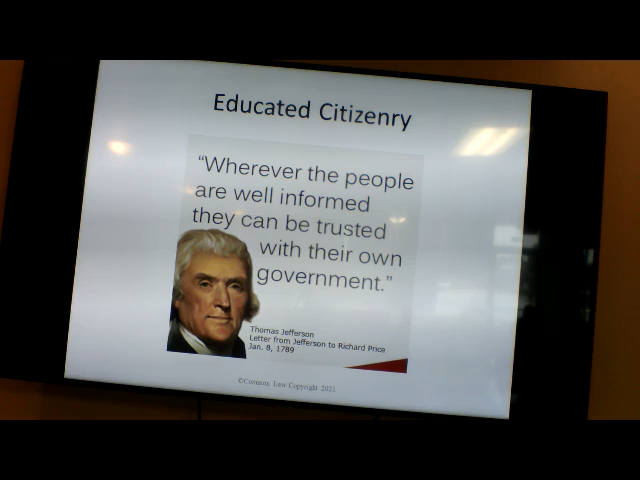 Educated Citizenry
“Wherever the people
are well informed
they can be trusted
with their own
government.”
Thomas Jefferson
Letter from Jefferson to Richard Price
Jan. 8, 1789
©Common Law Copyright 2021